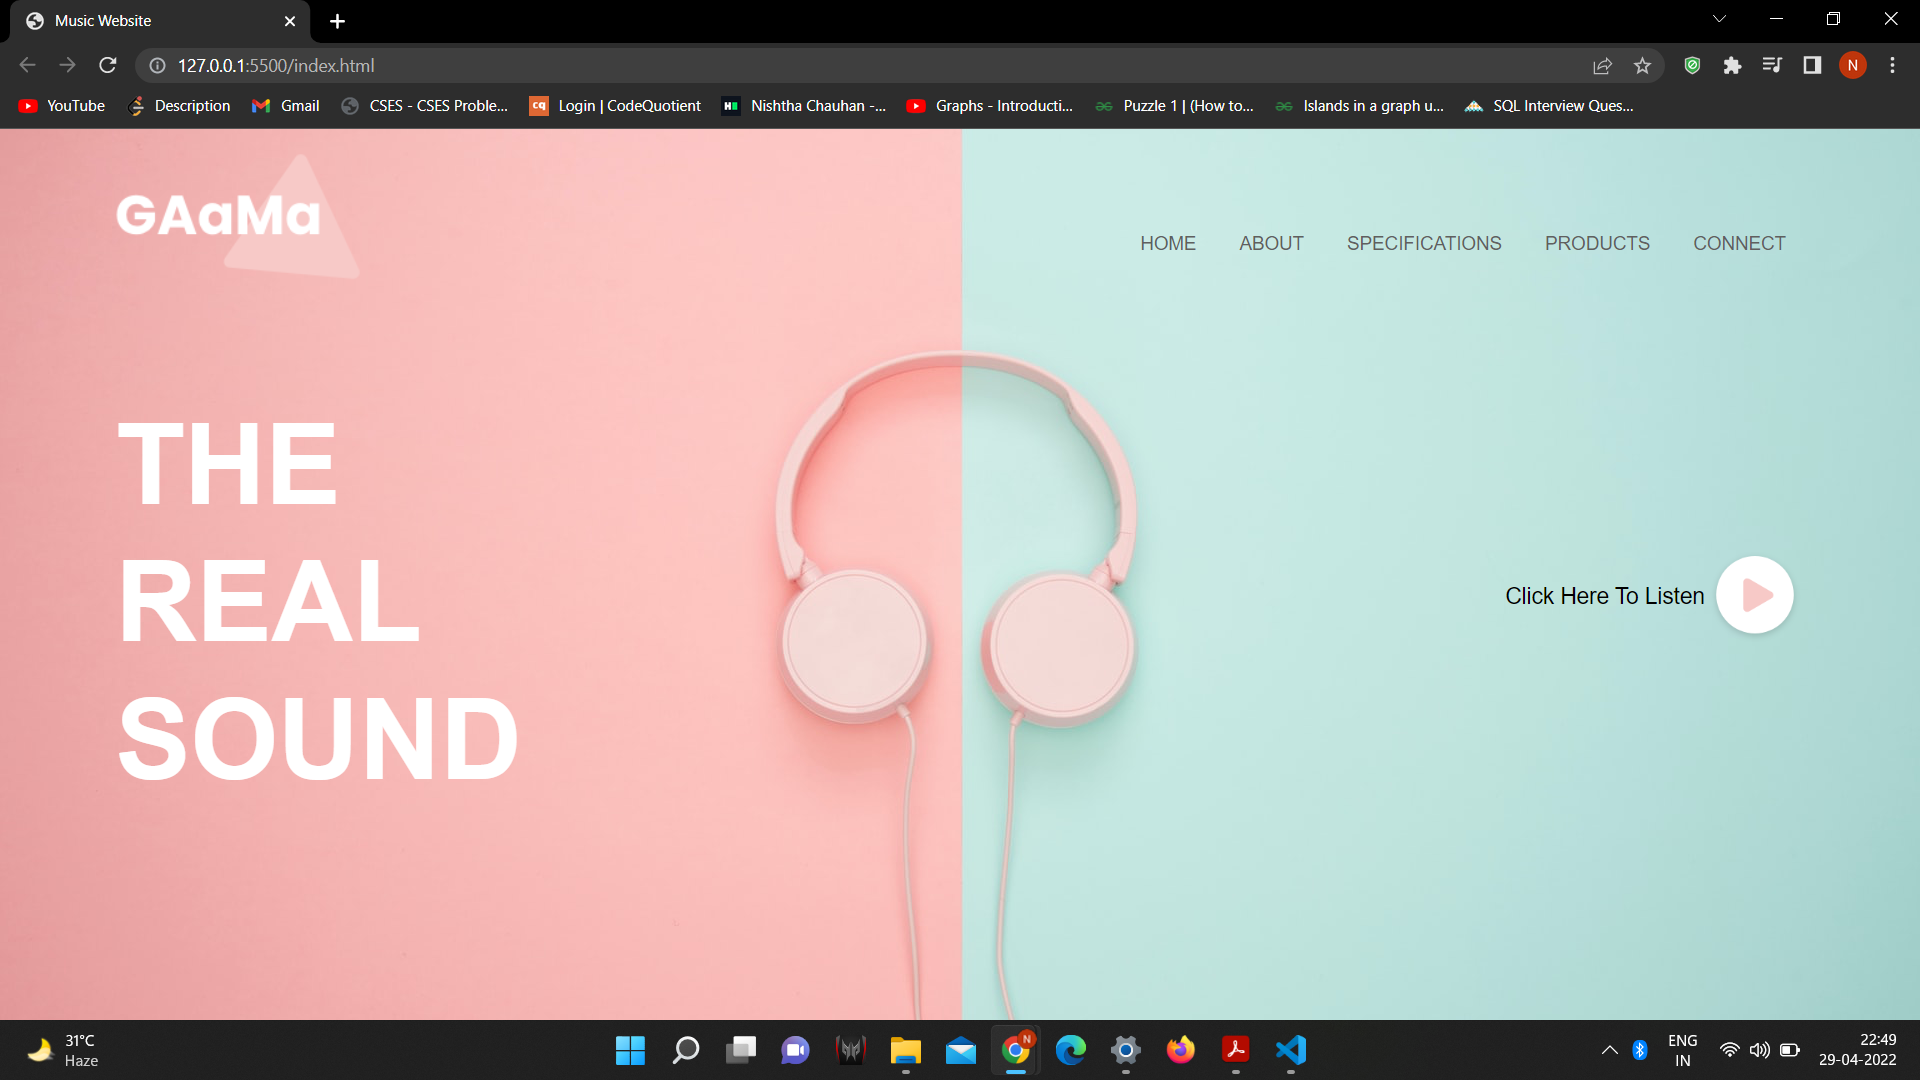 Music Website
127.0.0.1:5500/index.html
N
YouTube
Description
Gmail
CSES - CSES Proble...
cq
Login | CodeQuotient
H
Nishtha Chauhan -...
Graphs - Introducti...
Puzzle 1 | (How to...
Islands in a graph u...
SQL Interview Ques...
GAaMa
HOME
ABOUT
SPECIFICATIONS
PRODUCTS
CONNECT
THE
REAL
SOUND
Click Here To Listen
31°C
Haze
N
ENG
IN
22:49
29-04-2022